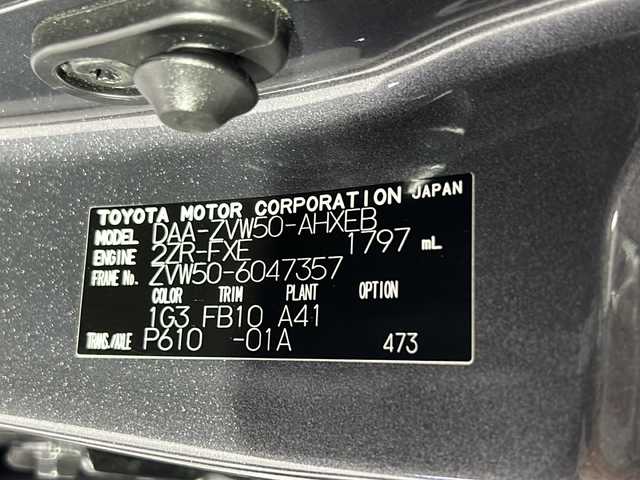 TOYOTA MOTOR CORPORATION JAPAN
MODEL DAA-ZVW50-AHXEB
ENGINE 2ZR-FXE 1797 mL
FRAME No. ZVW50-6047357
COLOR TRIM PLANT OPTION
1G3 FB10 A41
TRANS./AXLE P610 -01A 473